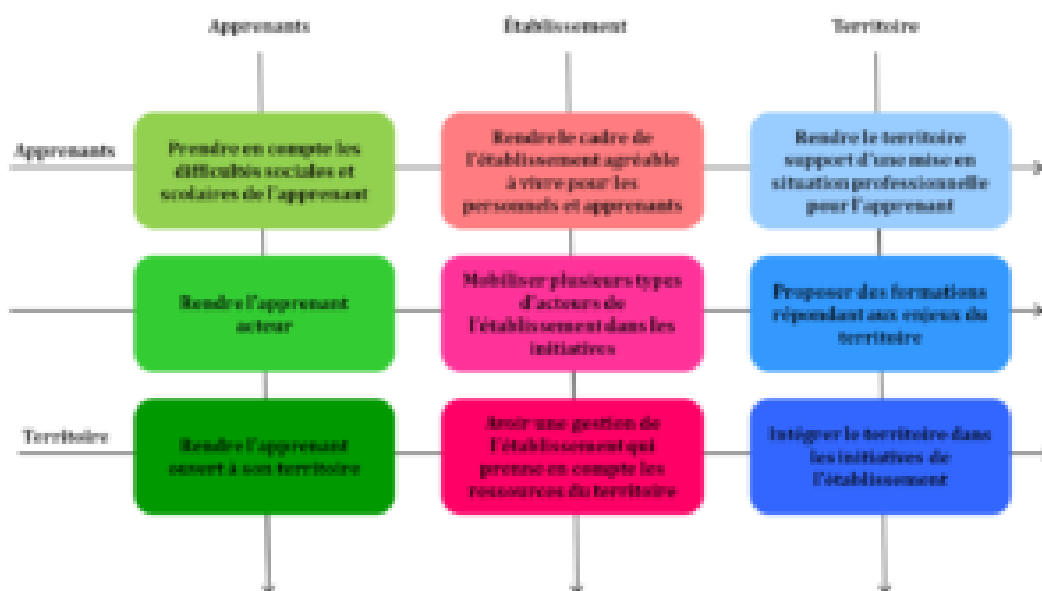 Apprenants
Établissement
Territoire
Apprenants
Prendre en compte les
difficultés sociales et
scolaires de l'apprenant
Rendre le cadre de
l'établissement agréable
à vivre pour les
personnels et apprenants
Rendre le territoire
support d'une mise en
situation professionnelle
pour l'apprenant
Rendre l'apprenant
acteur
Mobiliser plusieurs types
d'acteurs de
l'établissement dans les
initiatives
Proposer des formations
répondant aux enjeux du
territoire
Territoire
Rendre l'apprenant
ouvert à son territoire
Avoir une gestion de
l'établissement qui
prenne en compte les
ressources du territoire
Intégrer le territoire dans
les initiatives de
l'établissement